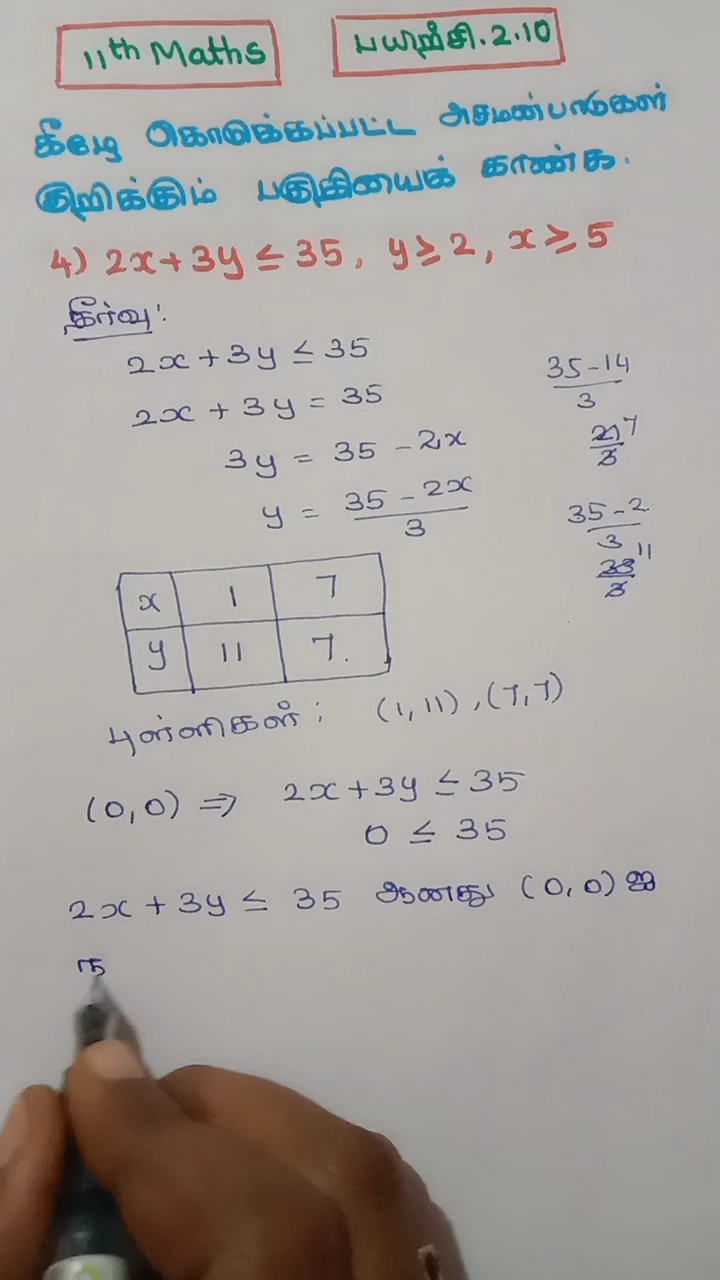 11th Maths
பயிற்சி.2.10
கீழே கொடுக்கப்பட்ட அசமன்பாடுகள்
குறிக்கும் பகுதியைக் காண்க.
4) 2x+3y ≤ 35, y ≥ 2, x ≥ 5
தீர்வு:
2x + 3y ≤ 35
2x + 3y = 35
3y = 35 - 2x
y = (35 - 2x)/3
(35-14)/3
21/3 7
(35-2)/3
33/3 11
x 1 7
y 11 7.
புள்ளிகள்: (1, 11), (7, 7)
(0,0) ⇒ 2x+3y ≤ 35
0 ≤ 35
2x + 3y ≤ 35 ஆனது (0,0) ஐ